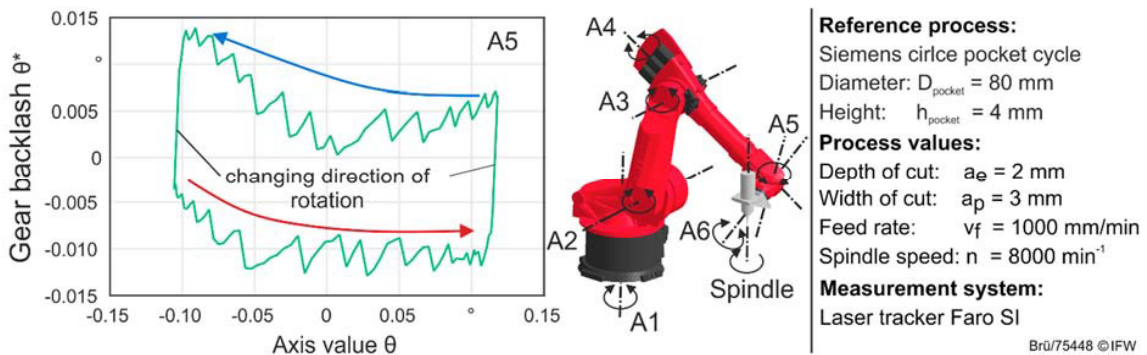 0.015
°
0.005
0
-0.005
-0.010
-0.015
-0.15
-0.10
-0.05
0
0.05
°
0.15
Gear backlash θ*
Axis value θ
A5
changing direction of
rotation
A4
A3
A5
A2
A6
A1
Spindle
Reference process:
Siemens cirlce pocket cycle
Diameter: Dpocket = 80 mm
Height: hpocket = 4 mm
Process values:
Depth of cut: ae = 2 mm
Width of cut: ap = 3 mm
Feed rate: vf = 1000 mm/min
Spindle speed: n = 8000 min-1
Measurement system:
Laser tracker Faro SI
Brü/75448 © IFW